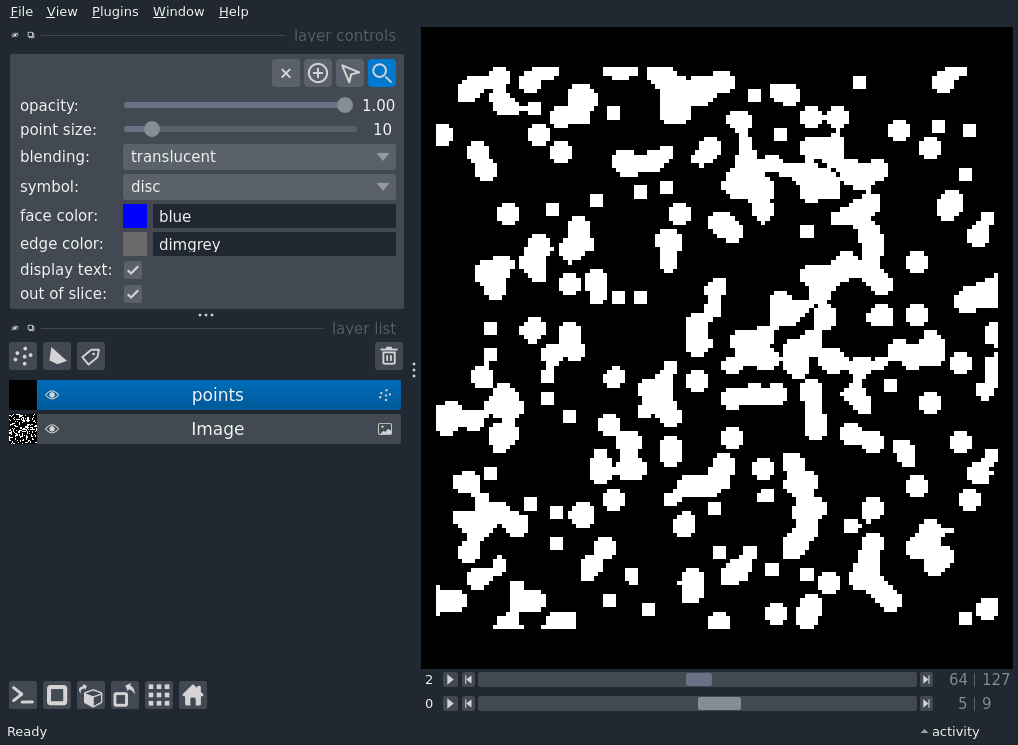 File View Plugins Window Help
layer controls
opacity: 1.00
point size: 10
blending: translucent
symbol: disc
face color: blue
edge color: dimgrey
display text:
out of slice:
layer list
points
Image
2 64 | 127
0 5 | 9
Ready activity